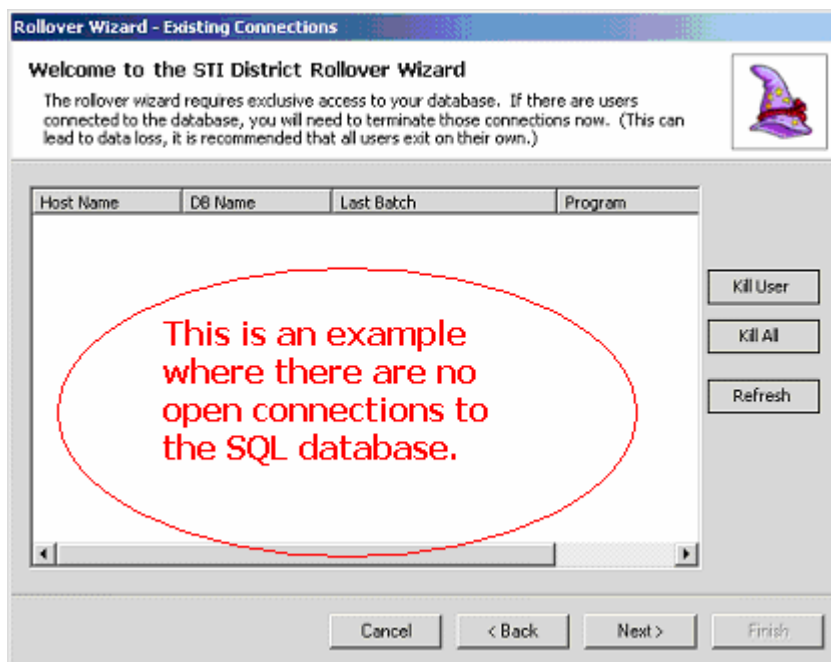 Rollover Wizard - Existing Connections
Welcome to the STI District Rollover Wizard
The rollover wizard requires exclusive access to your database. If there are users
connected to the database, you will need to terminate those connections now. (This can
lead to data loss, it is recommended that all users exit on their own.)
Host Name DB Name Last Batch Program
This is an example
where there are no
open connections to
the SQL database.
Kill User
Kill All
Refresh
Cancel < Back Next > Finish